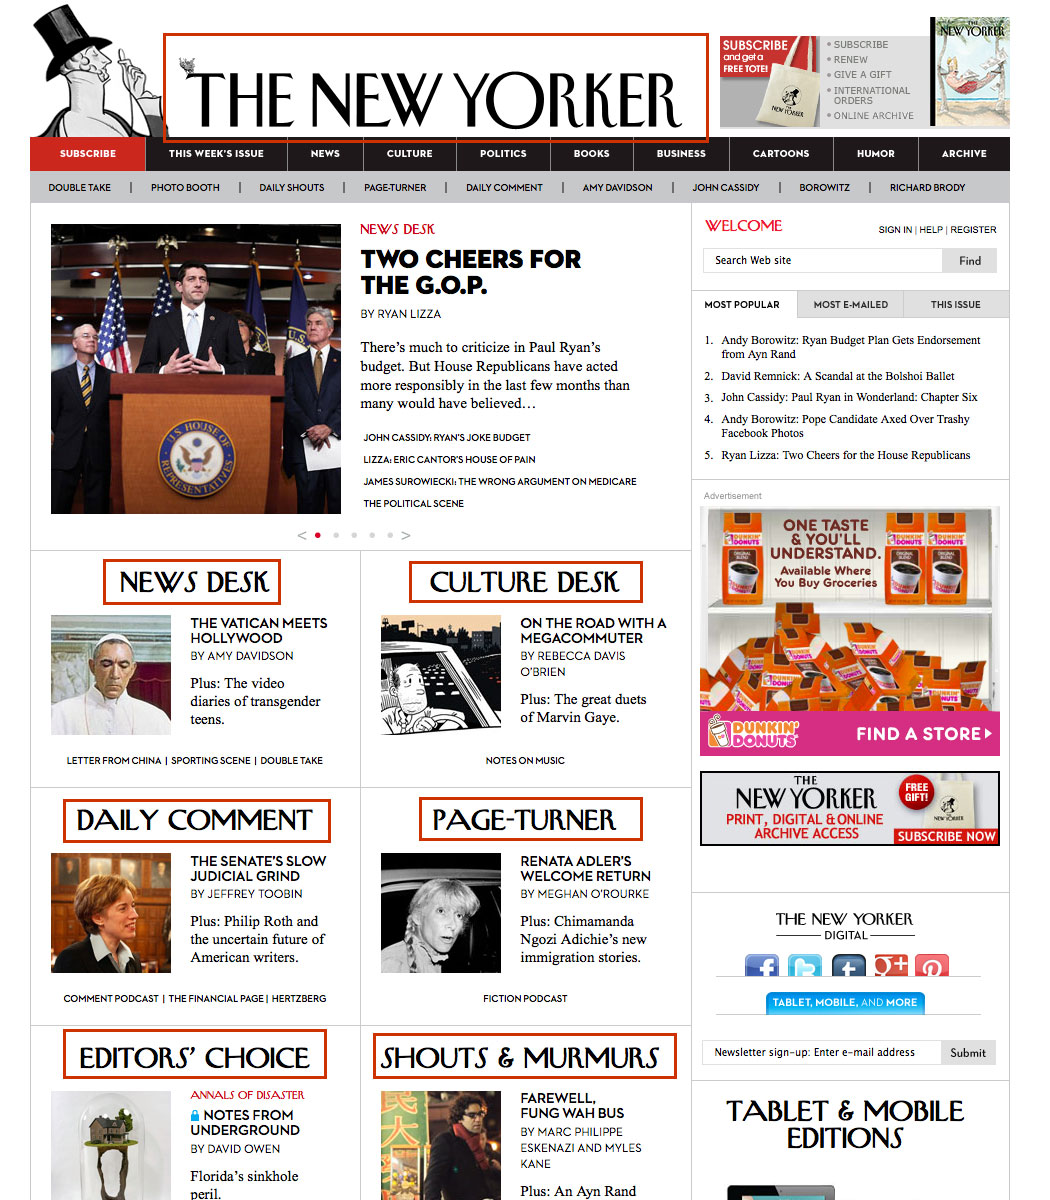 THE NEW YORKER
SUBSCRIBE
and get a
FREE TOTE!
THE
NEW YORKER
• SUBSCRIBE
• RENEW
• GIVE A GIFT
• INTERNATIONAL
ORDERS
• ONLINE ARCHIVE
THE
NEW YORKER
SUBSCRIBE THIS WEEK'S ISSUE NEWS CULTURE POLITICS BOOKS BUSINESS CARTOONS HUMOR ARCHIVE
DOUBLE TAKE | PHOTO BOOTH | DAILY SHOUTS | PAGE-TURNER | DAILY COMMENT | AMY DAVIDSON | JOHN CASSIDY | BOROWITZ | RICHARD BRODY
NEWS DESK
TWO CHEERS FOR
THE G.O.P.
BY RYAN LIZZA
There's much to criticize in Paul Ryan's
budget. But House Republicans have acted
more responsibly in the last few months than
many would have believed…
JOHN CASSIDY: RYAN'S JOKE BUDGET
LIZZA: ERIC CANTOR'S HOUSE OF PAIN
JAMES SUROWIECKI: THE WRONG ARGUMENT ON MEDICARE
THE POLITICAL SCENE
U.S. HOUSE OF
REPRESENTATIVES
< >
WELCOME
SIGN IN | HELP | REGISTER
Search Web site Find
MOST POPULAR MOST E-MAILED THIS ISSUE
1. Andy Borowitz: Ryan Budget Plan Gets Endorsement
from Ayn Rand
2. David Remnick: A Scandal at the Bolshoi Ballet
3. John Cassidy: Paul Ryan in Wonderland: Chapter Six
4. Andy Borowitz: Pope Candidate Axed Over Trashy
Facebook Photos
5. Ryan Lizza: Two Cheers for the House Republicans
Advertisement
ONE TASTE
& YOU'LL
UNDERSTAND.
Available Where
You Buy Groceries
DUNKIN'
DONUTS
FIND A STORE
THE
NEW YORKER
PRINT, DIGITAL & ONLINE
ARCHIVE ACCESS
FREE
GIFT!
NEW YORKER
SUBSCRIBE NOW
THE NEW YORKER
DIGITAL
f t t g+ p
TABLET, MOBILE, AND MORE
Newsletter sign-up: Enter e-mail address Submit
TABLET & MOBILE
EDITIONS
NEWS DESK
THE VATICAN MEETS
HOLLYWOOD
BY AMY DAVIDSON
Plus: The video
diaries of transgender
teens.
LETTER FROM CHINA | SPORTING SCENE | DOUBLE TAKE
CULTURE DESK
ON THE ROAD WITH A
MEGACOMMUTER
BY REBECCA DAVIS
O'BRIEN
Plus: The great duets
of Marvin Gaye.
NOTES ON MUSIC
DAILY COMMENT
THE SENATE'S SLOW
JUDICIAL GRIND
BY JEFFREY TOOBIN
Plus: Philip Roth and
the uncertain future of
American writers.
COMMENT PODCAST | THE FINANCIAL PAGE | HERTZBERG
PAGE-TURNER
RENATA ADLER'S
WELCOME RETURN
BY MEGHAN O'ROURKE
Plus: Chimamanda
Ngozi Adichie's new
immigration stories.
FICTION PODCAST
EDITORS' CHOICE
ANNALS OF DISASTER
NOTES FROM
UNDERGROUND
BY DAVID OWEN
Florida's sinkhole
peril.
SHOUTS & MURMURS
FAREWELL,
FUNG WAH BUS
BY MARC PHILIPPE
ESKENAZI AND MYLES
KANE
Plus: An Ayn Rand